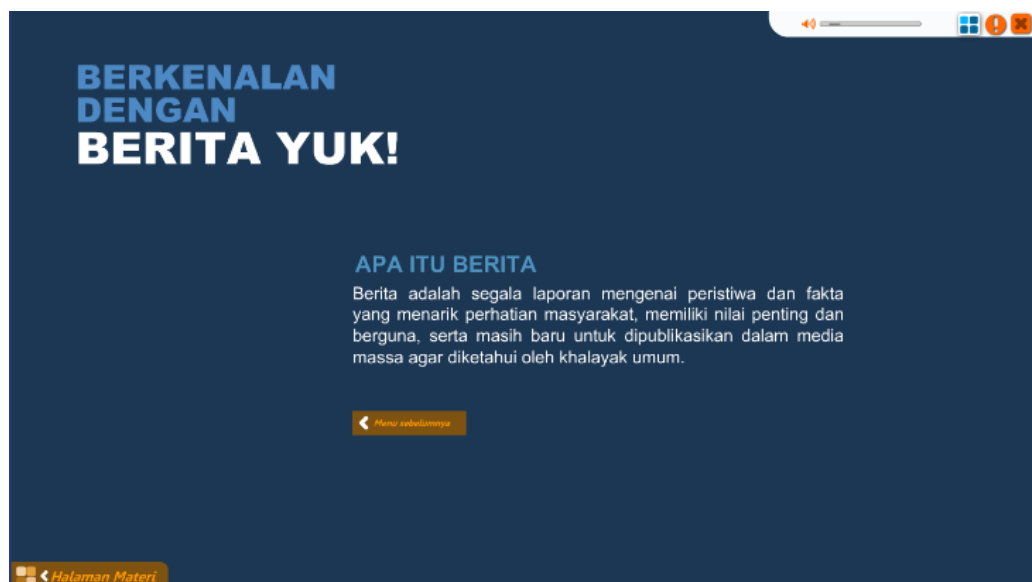 BERKENALAN
DENGAN
BERITA YUK!
APA ITU BERITA
Berita adalah segala laporan mengenai peristiwa dan fakta
yang menarik perhatian masyarakat, memiliki nilai penting dan
berguna, serta masih baru untuk dipublikasikan dalam media
massa agar diketahui oleh khalayak umum.
Menu sebelumnya
Halaman Materi